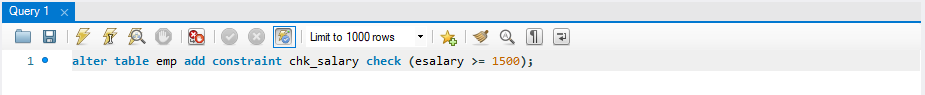 Query 1
Limit to 1000 rows
1 alter table emp add constraint chk_salary check (esalary >= 1500);